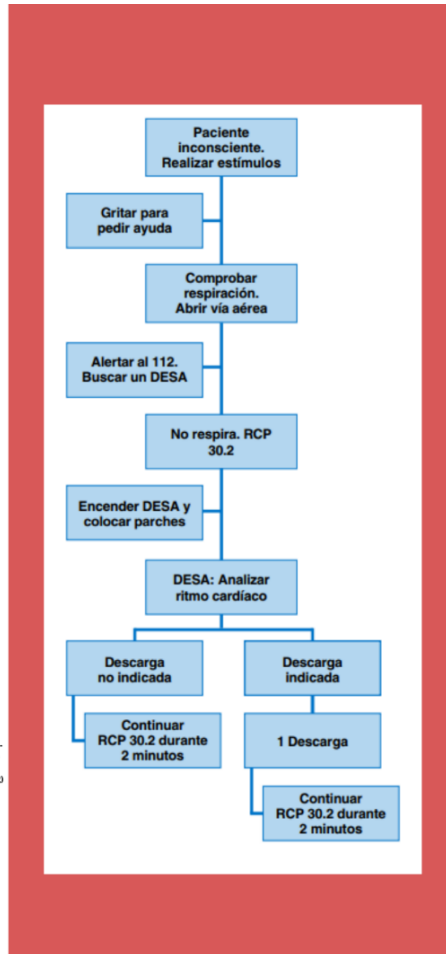 Paciente
inconsciente.
Realizar estímulos
Gritar para
pedir ayuda
Comprobar
respiración.
Abrir vía aérea
Alertar al 112.
Buscar un DESA
No respira. RCP
30.2
Encender DESA y
colocar parches
DESA: Analizar
ritmo cardíaco
Descarga
no indicada
Descarga
indicada
Continuar
RCP 30.2 durante
2 minutos
1 Descarga
Continuar
RCP 30.2 durante
2 minutos